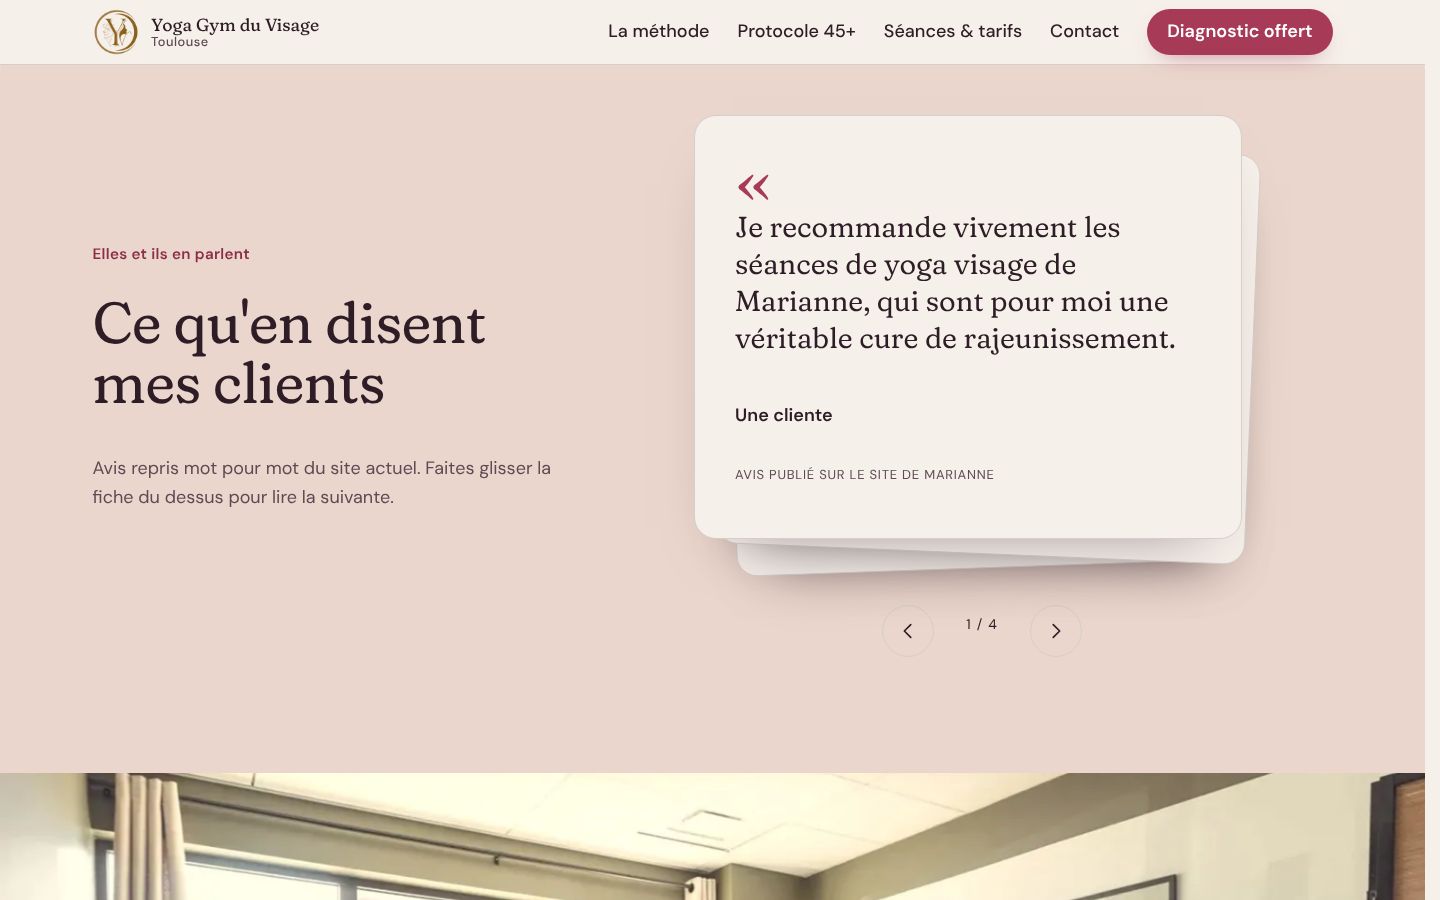 Yoga Gym du Visage
Toulouse
La méthode
Protocole 45+
Séances & tarifs
Contact
Diagnostic offert
Elles et ils en parlent
Ce qu'en disent
mes clients
Avis repris mot pour mot du site actuel. Faites glisser la
fiche du dessus pour lire la suivante.
«
Je recommande vivement les
séances de yoga visage de
Marianne, qui sont pour moi une
véritable cure de rajeunissement.
Une cliente
AVIS PUBLIÉ SUR LE SITE DE MARIANNE
1 / 4